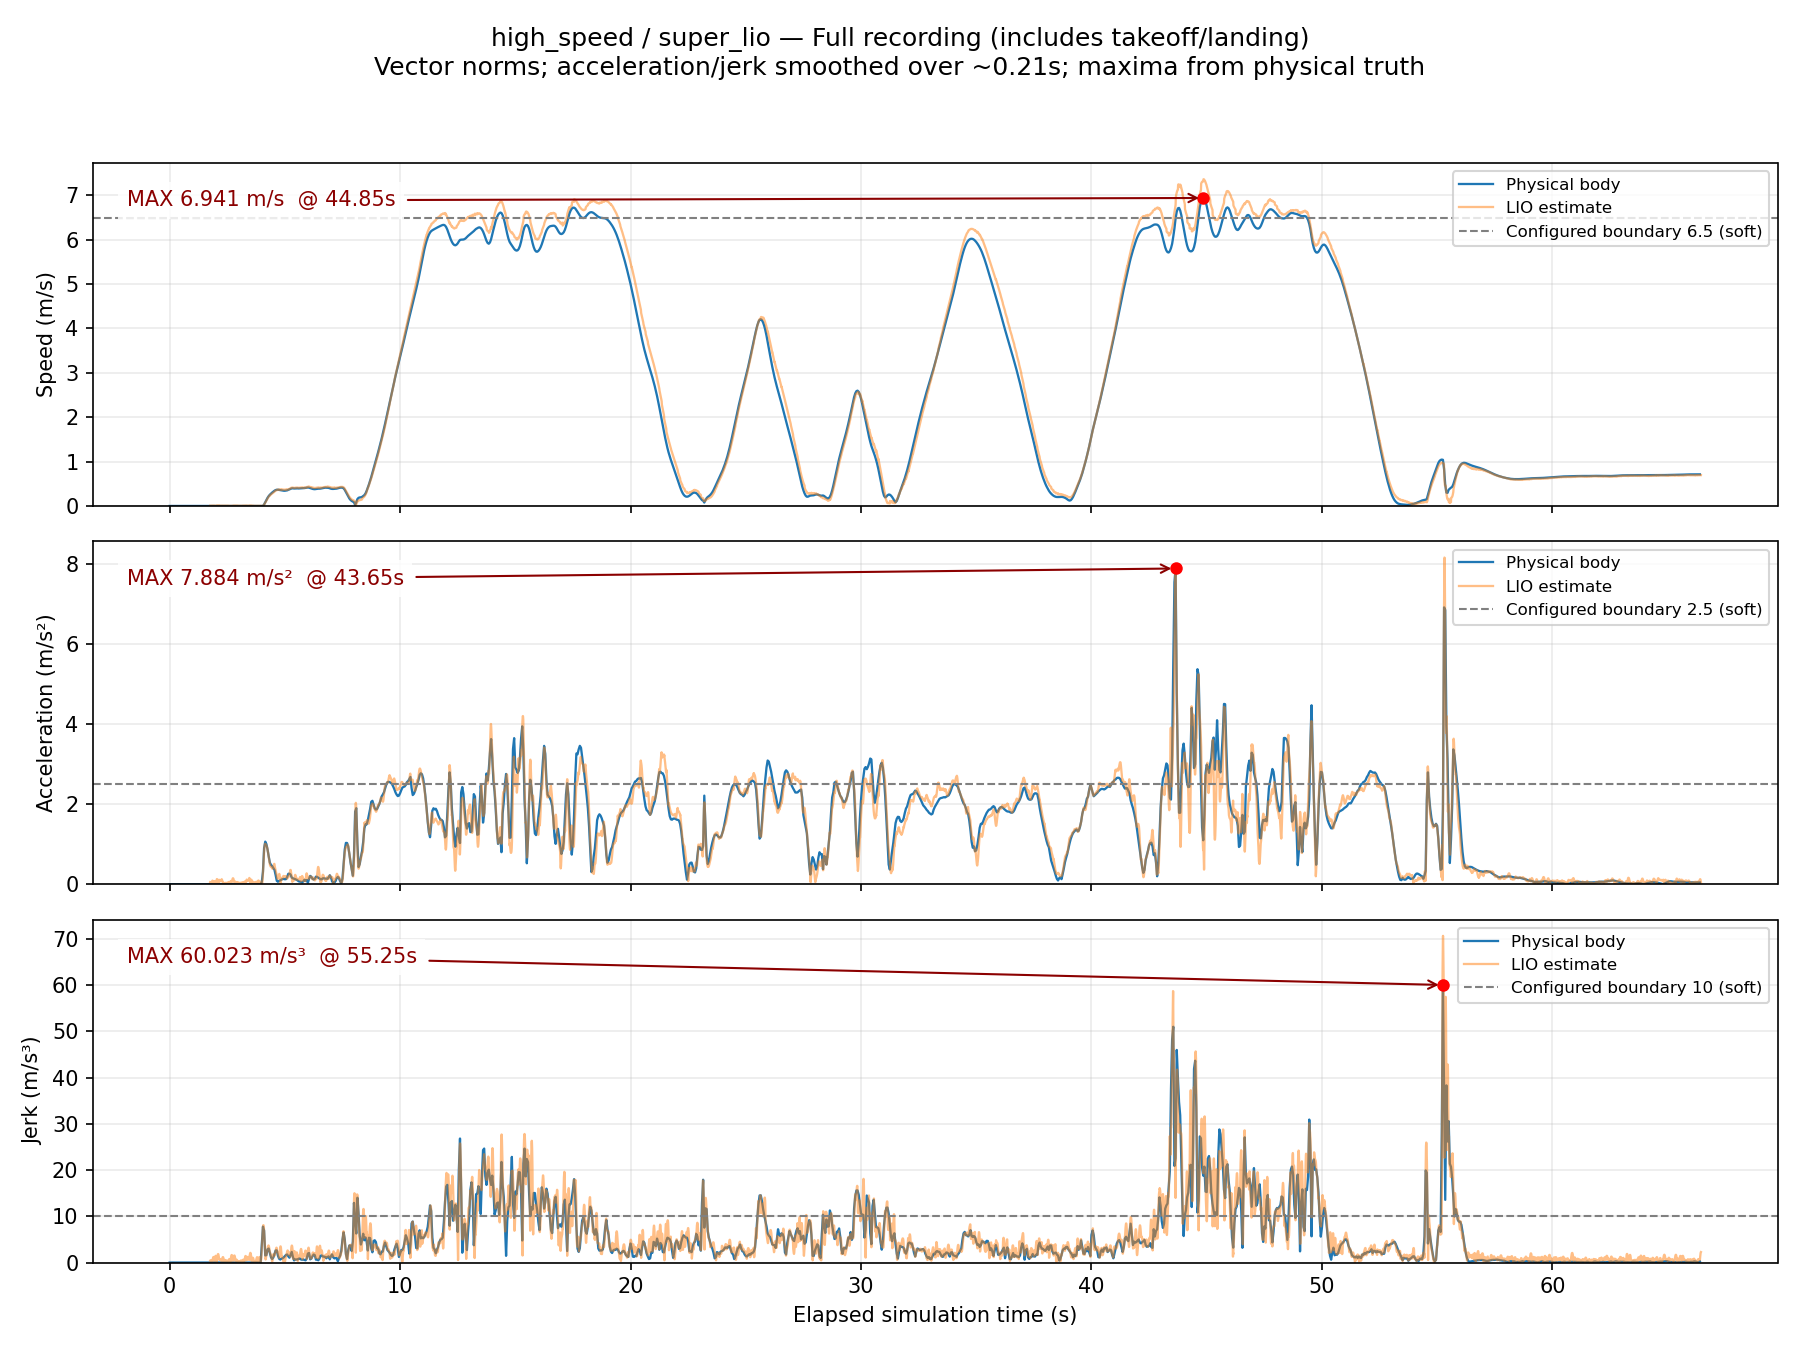 high_speed / super_lio — Full recording (includes takeoff/landing)
Vector norms; acceleration/jerk smoothed over ~0.21s; maxima from physical truth
MAX 6.941 m/s  @ 44.85s
Physical body
LIO estimate
Configured boundary 6.5 (soft)
Speed (m/s)
7
6
5
4
3
2
1
0
MAX 7.884 m/s²  @ 43.65s
Physical body
LIO estimate
Configured boundary 2.5 (soft)
Acceleration (m/s²)
8
6
4
2
0
MAX 60.023 m/s³  @ 55.25s
Physical body
LIO estimate
Configured boundary 10 (soft)
Jerk (m/s³)
70
60
50
40
30
20
10
0
0 10 20 30 40 50 60
Elapsed simulation time (s)